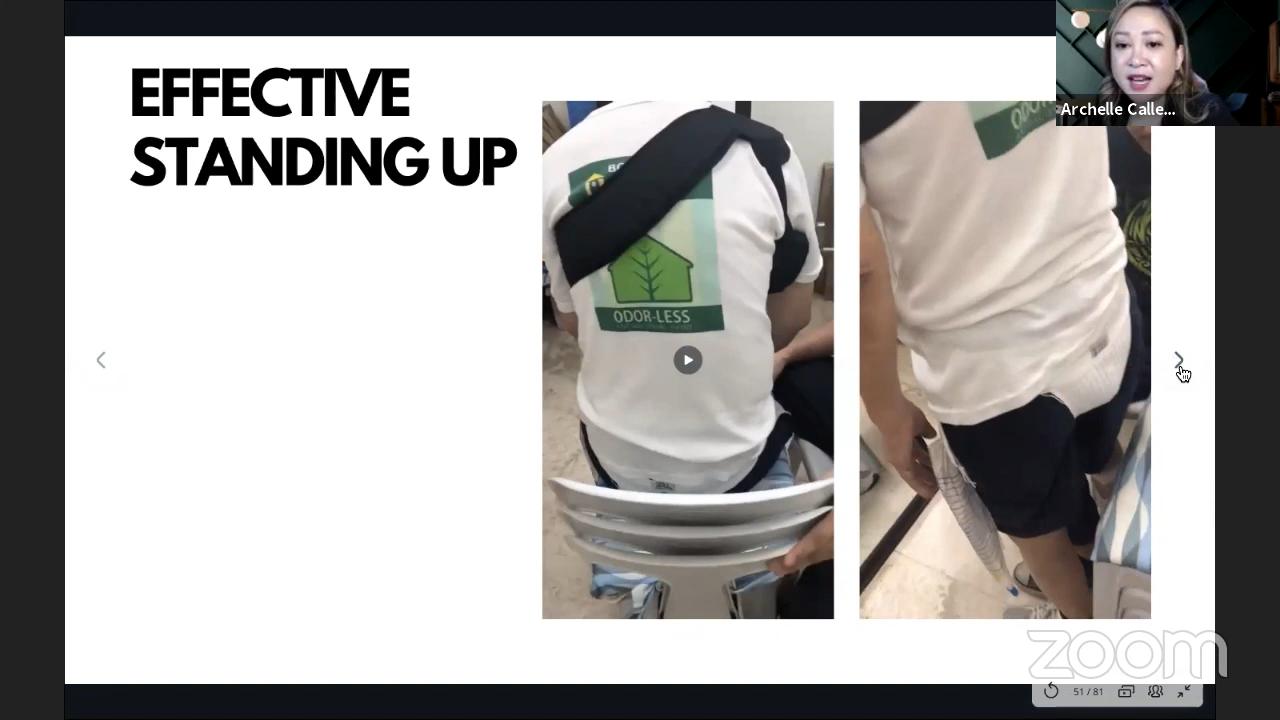 EFFECTIVE
STANDING UP
Archelle Calle...
ODOR-LESS
zoom
51 / 81